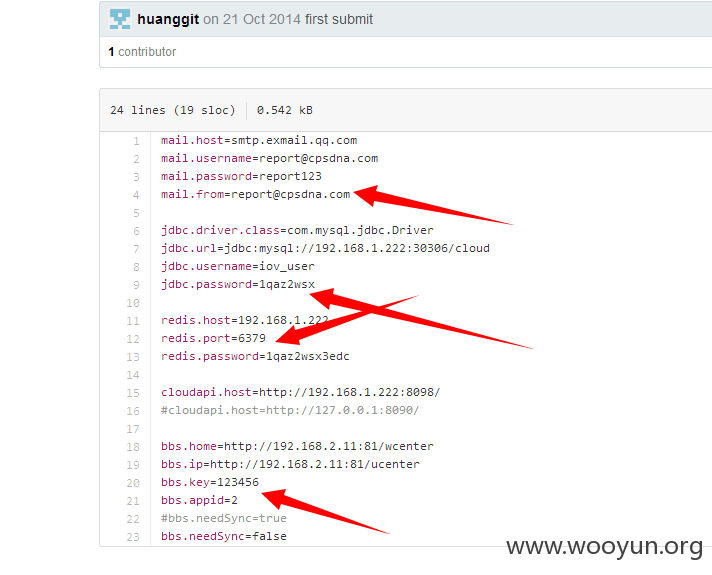 huanggit on 21 Oct 2014 first submit
1 contributor
24 lines (19 sloc) 0.542 kB
1 mail.host=smtp.exmail.qq.com
2 mail.username=report@cpsdna.com
3 mail.password=report123
4 mail.from=report@cpsdna.com
5
6 jdbc.driver.class=com.mysql.jdbc.Driver
7 jdbc.url=jdbc:mysql://192.168.1.222:30306/cloud
8 jdbc.username=iov_user
9 jdbc.password=1qaz2wsx
10
11 redis.host=192.168.1.222
12 redis.port=6379
13 redis.password=1qaz2wsx3edc
14
15 cloudapi.host=http://192.168.1.222:8098/
16 #cloudapi.host=http://127.0.0.1:8090/
17
18 bbs.home=http://192.168.2.11:81/wcenter
19 bbs.ip=http://192.168.2.11:81/ucenter
20 bbs.key=123456
21 bbs.appid=2
22 #bbs.needSync=true
23 bbs.needSync=false
www.wooyun.org